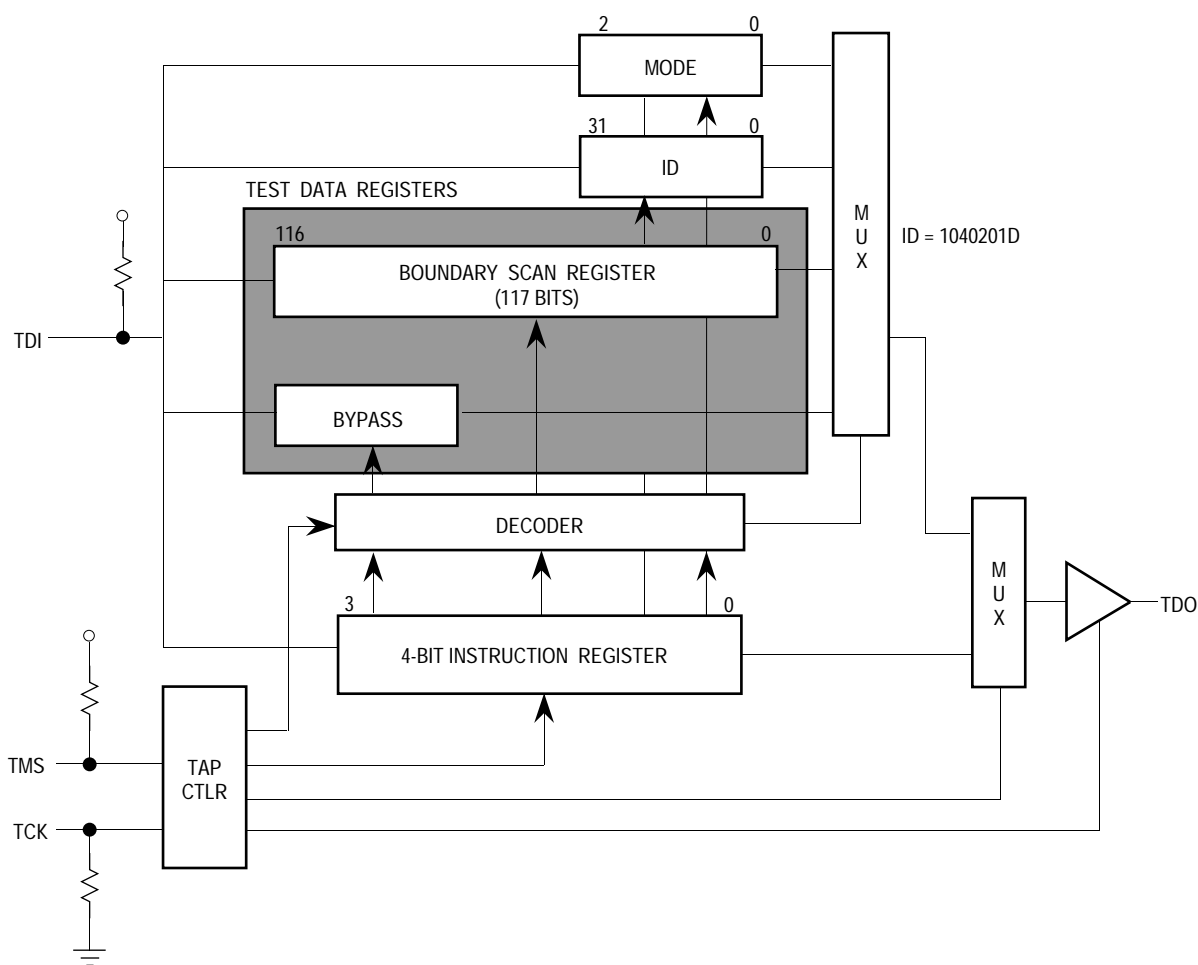 2 0
MODE
31 0
ID
TEST DATA REGISTERS
116 0
BOUNDARY SCAN REGISTER
(117 BITS)
M
U
X
ID = 1040201D
TDI
BYPASS
DECODER
3 0
4-BIT INSTRUCTION REGISTER
M
U
X
TDO
TMS
TAP
CTLR
TCK